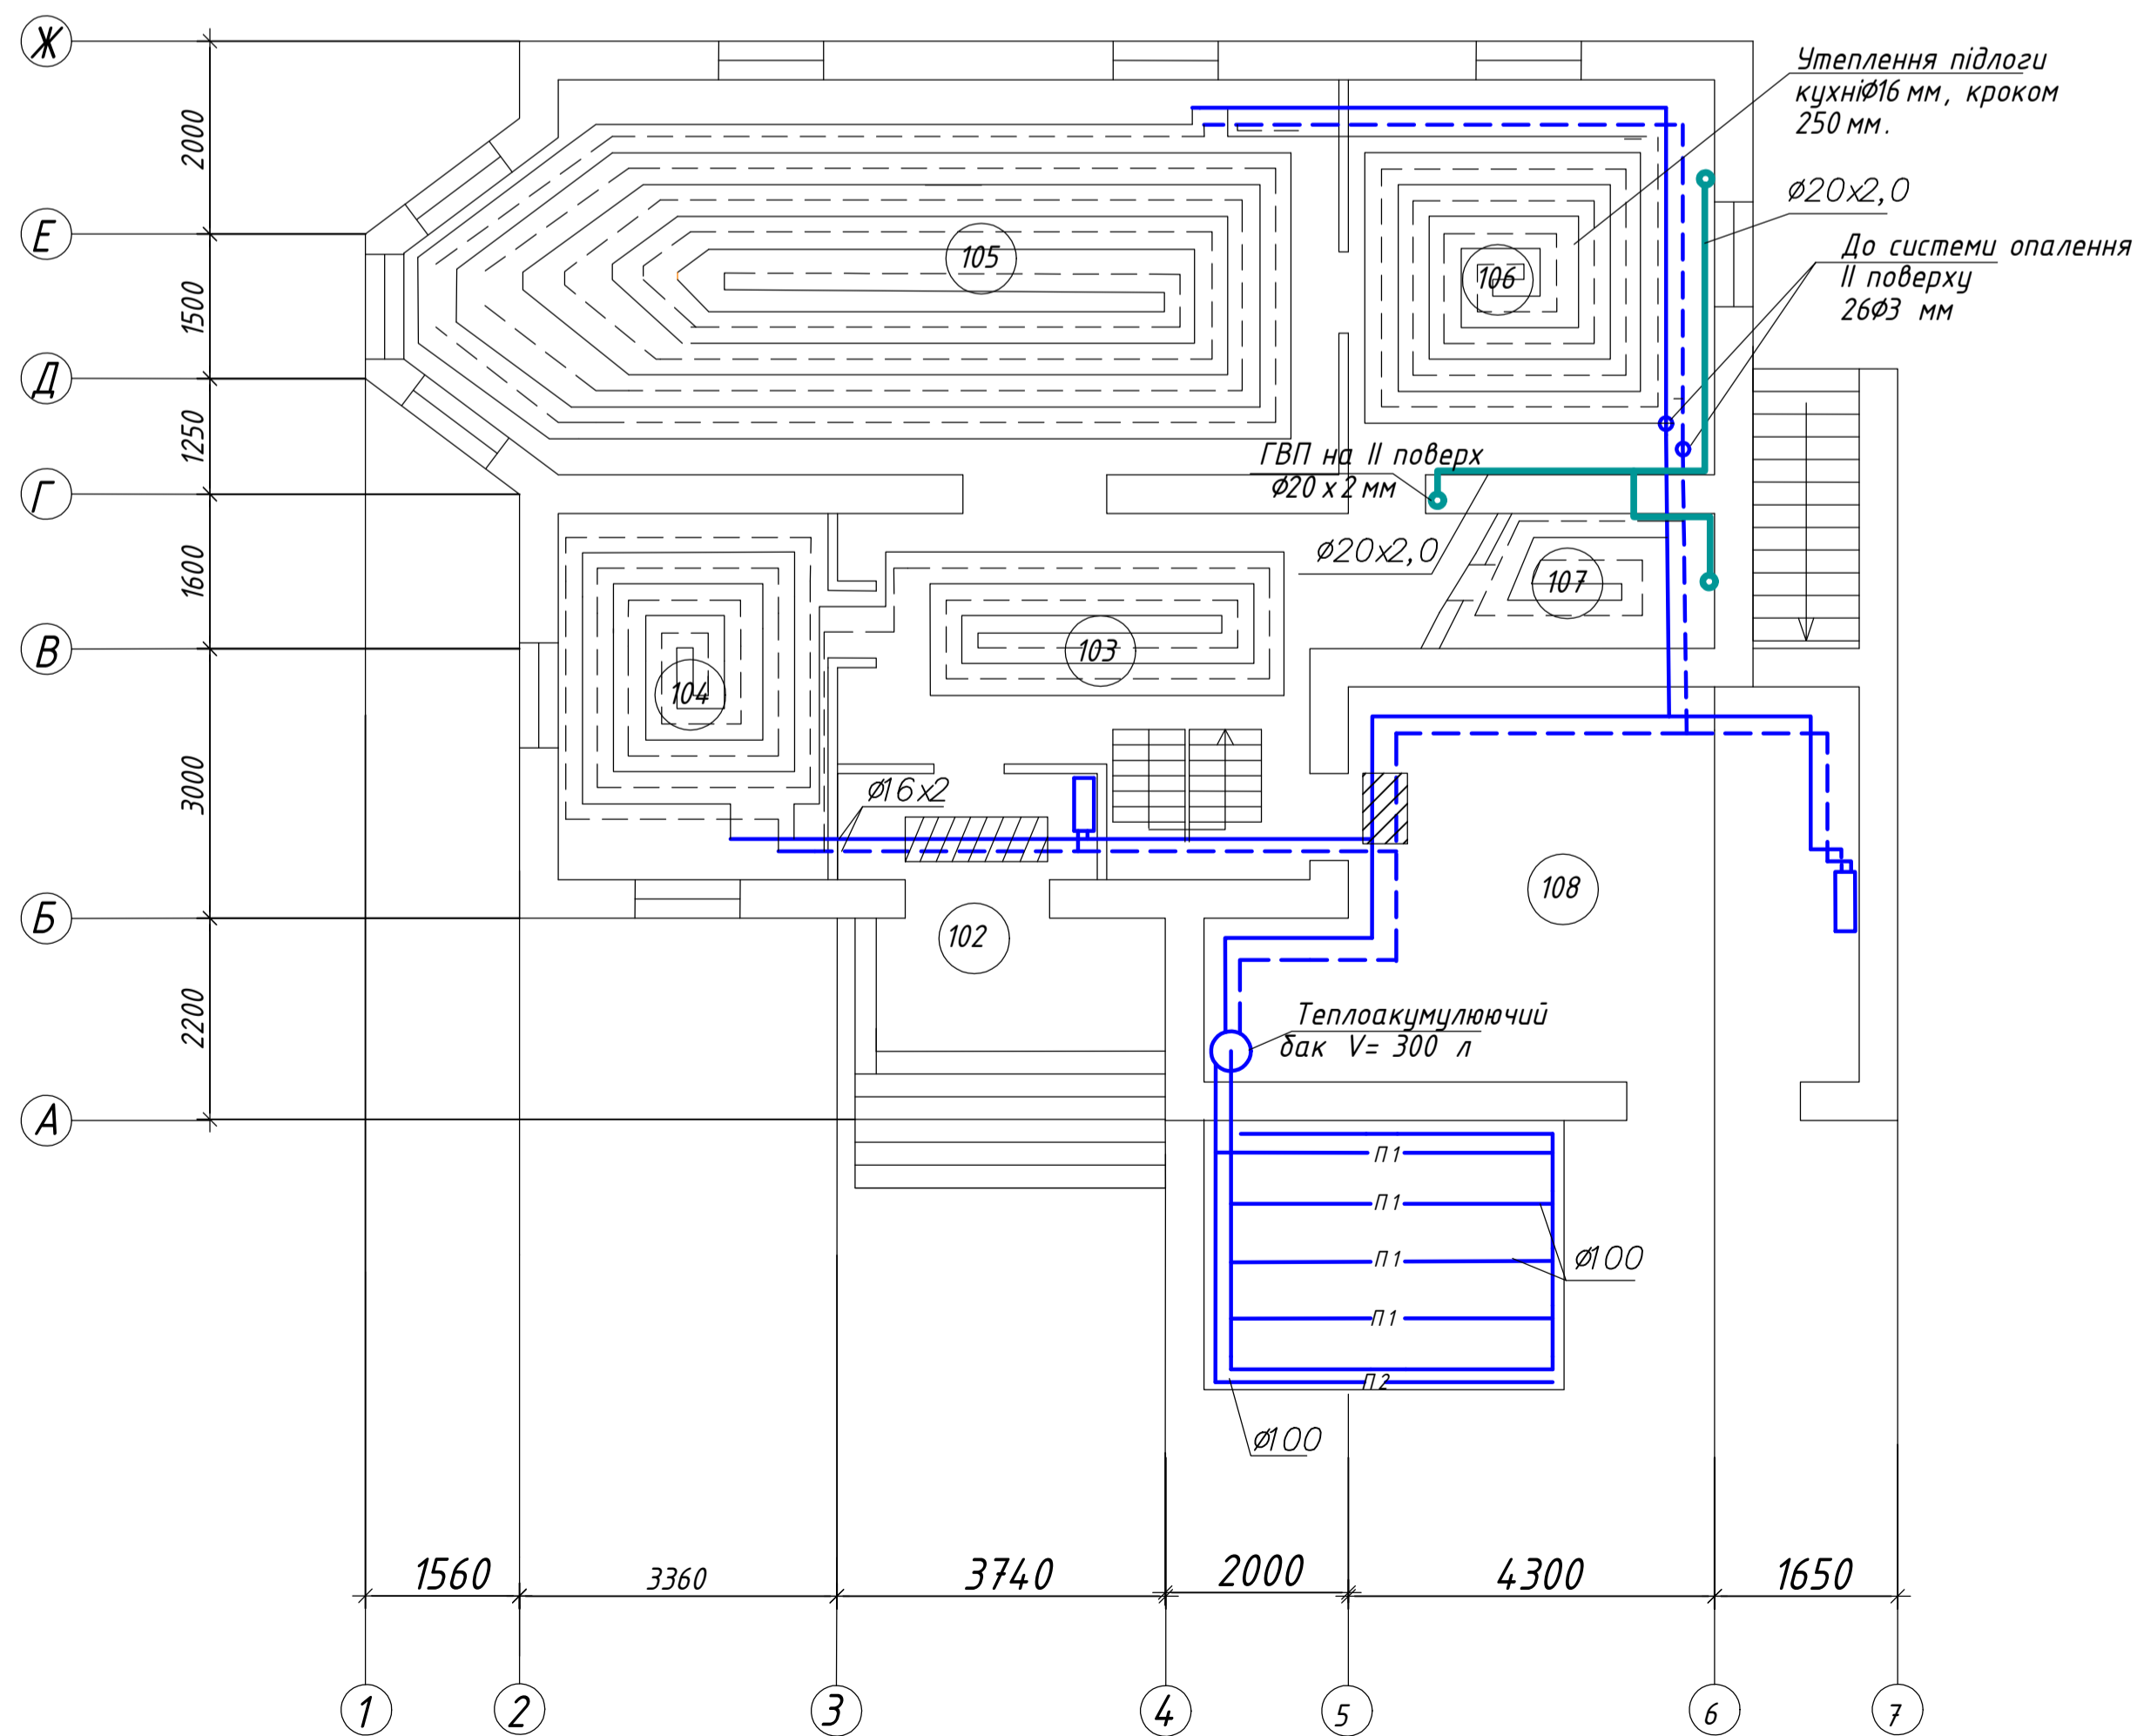 Ж
Утеплення підлоги
кухніØ16 мм, кроком
250 мм.
2000
Ø20х2,0
Е
До системи опалення
ІІ поверху
26Ø3 мм
105
106
1500
Д
1250
ГВП на ІІ поверх
Ø20 х 2 мм
Г
Ø20х2,0
1600
107
В
103
104
3000
Ø16х2
108
Б
102
2200
Теплоакумулюючий
бак V= 300 л
А
П1
П1
П1
Ø100
П1
П2
Ø100
1560 3360 3740 2000 4300 1650
1 2 3 4 5 6 7